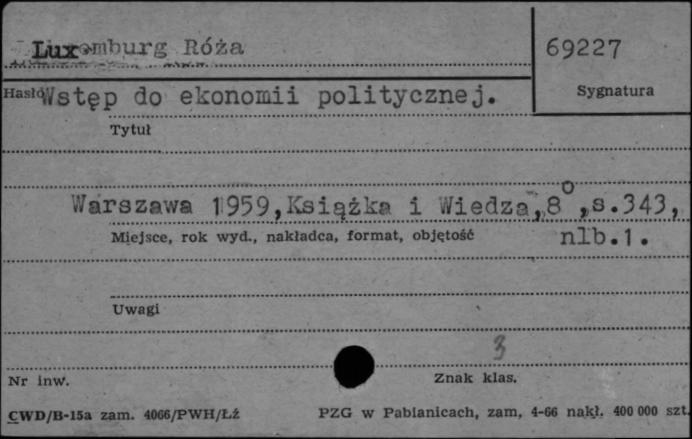 Luxemburg Róża
69227
Hasło
Sygnatura
Wstęp do ekonomii politycznej.
Tytuł
Warszawa 1959, Książka i Wiedza, 8°, s. 343,
Miejsce, rok wyd., nakładca, format, objętość
nlb. 1.
Uwagi
3
Nr inw.
Znak klas.
CWD/B-15a zam. 4066/PWH/Łź
PZG w Pabianicach, zam, 4-66 nakł. 400 000 szt.